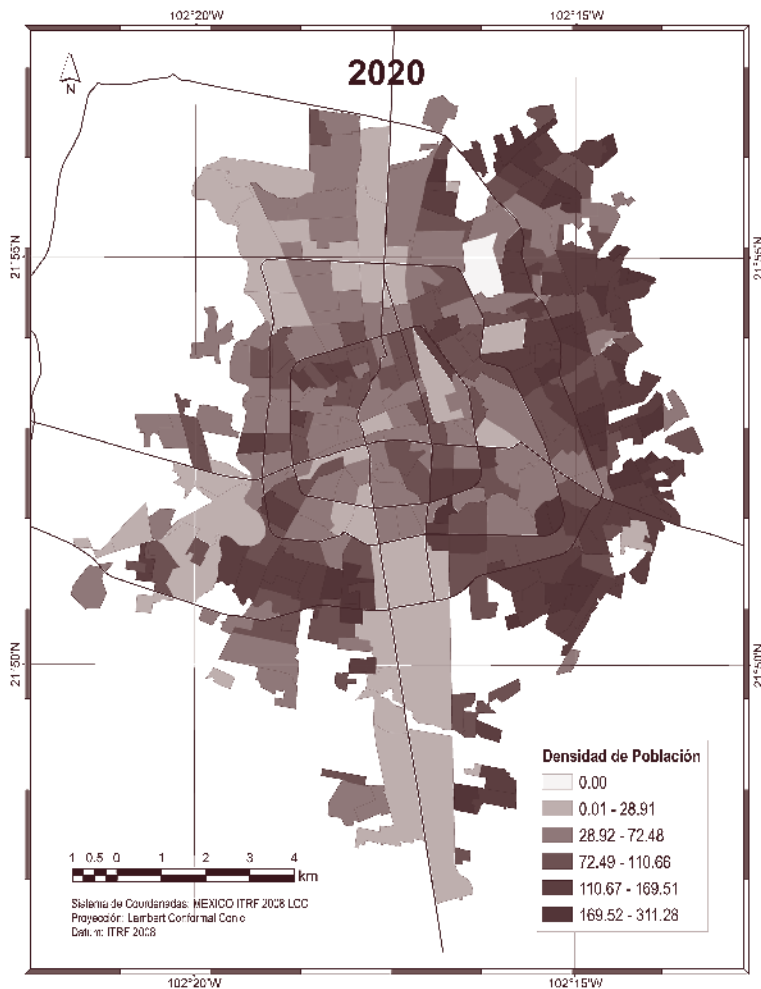 102°20'W 102°15'W
2020
N
21°55'N 21°55'N
21°50'N 21°50'N
Densidad de Población
0.00
0.01 - 28.91
28.92 - 72.48
72.49 - 110.66
110.67 - 169.51
169.52 - 311.28
1 0.5 0 1 2 3 4
km
Sistema de Coordenadas: MEXICO ITRF 2008 LCC
Proyección: Lambert Conformal Conic
Datum: ITRF 2008
102°20'W 102°15'W